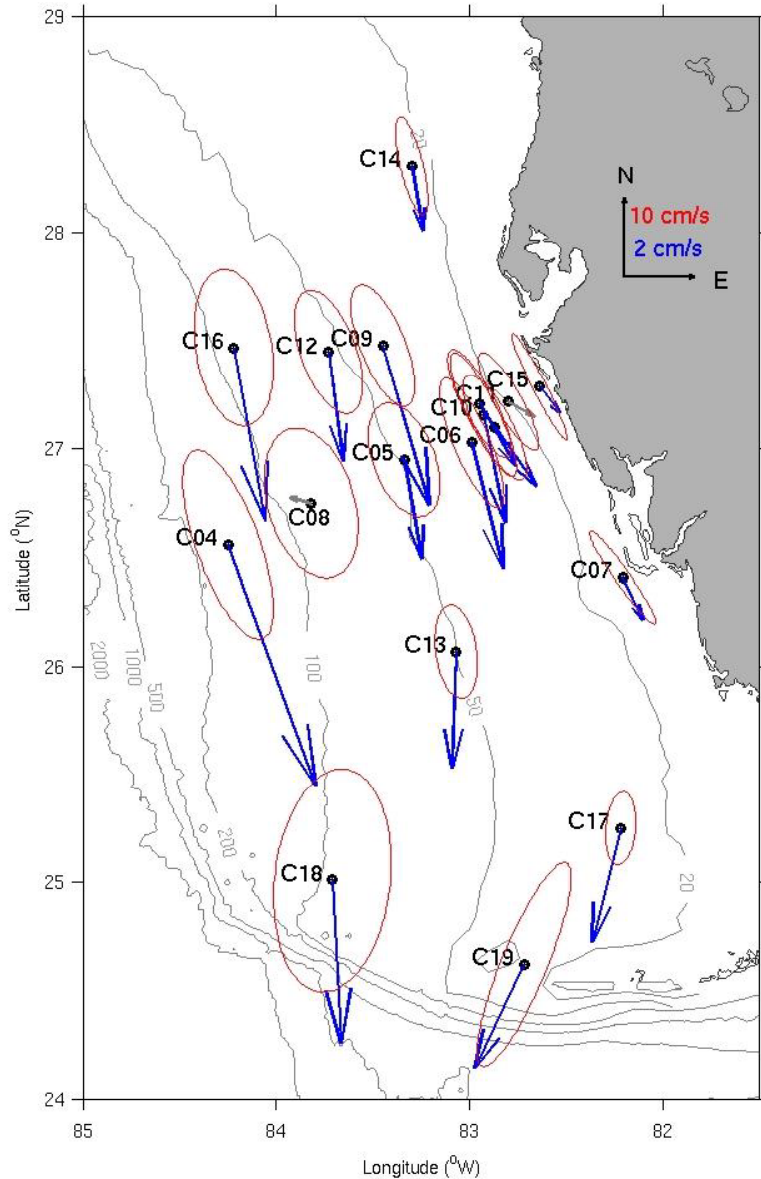 29
28
27
26
25
24
Latitude (°N)
85
84
83
82
Longitude (°W)
N
10 cm/s
2 cm/s
E
20
C14
C16
C12
C09
C15
C11
C10
C06
C05
C08
C04
C07
C13
100
50
2000
1000
500
200
C17
C18
20
C19